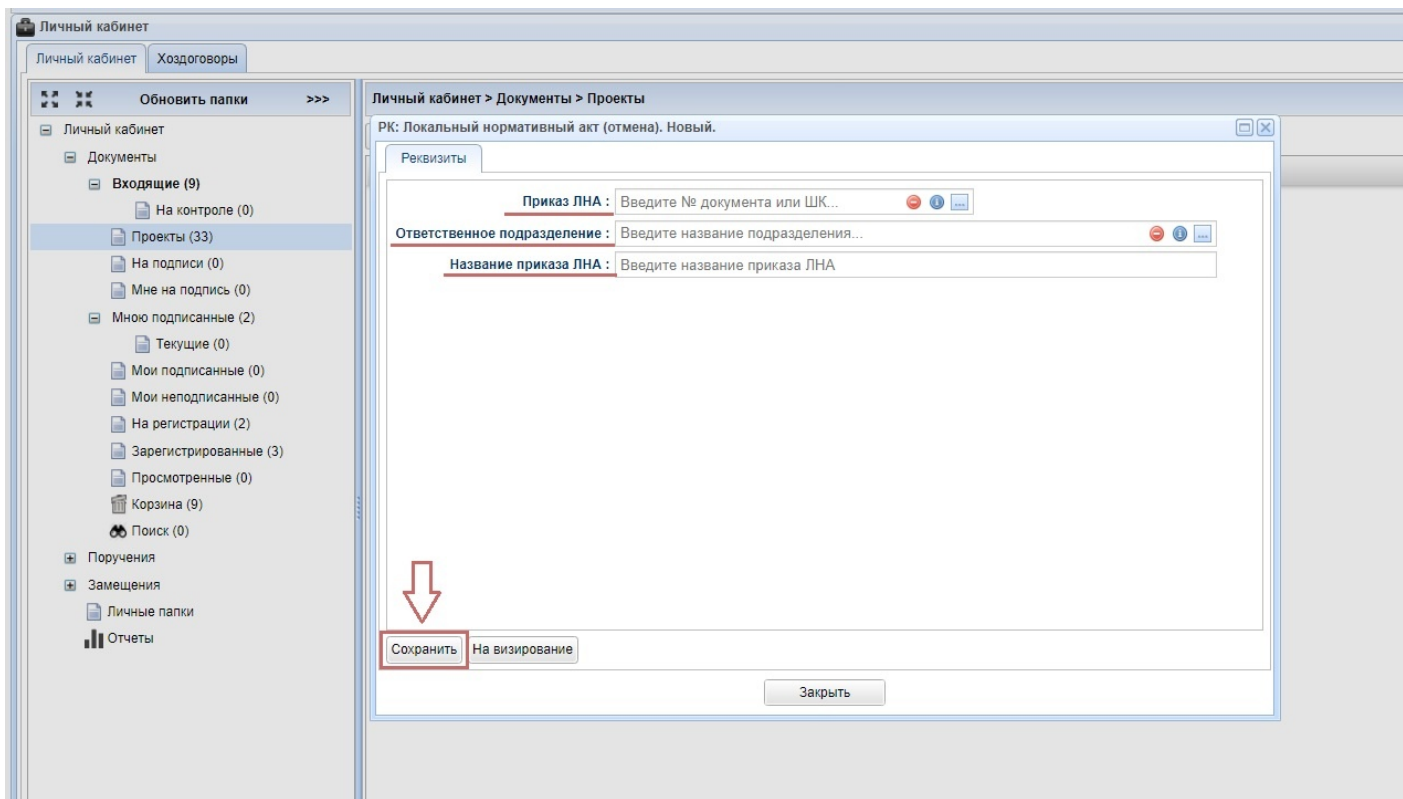 Личный кабинет
Личный кабинет Хоздоговоры
Обновить папки >>>
Личный кабинет
Документы
Входящие (9)
На контроле (0)
Проекты (33)
На подписи (0)
Мне на подпись (0)
Мною подписанные (2)
Текущие (0)
Мои подписанные (0)
Мои неподписанные (0)
На регистрации (2)
Зарегистрированные (3)
Просмотренные (0)
Корзина (9)
Поиск (0)
Поручения
Замещения
Личные папки
Отчеты
Личный кабинет > Документы > Проекты
РК: Локальный нормативный акт (отмена). Новый.
Реквизиты
Приказ ЛНА : Введите № документа или ШК...
Ответственное подразделение : Введите название подразделения...
Название приказа ЛНА : Введите название приказа ЛНА
Сохранить На визирование
Закрыть